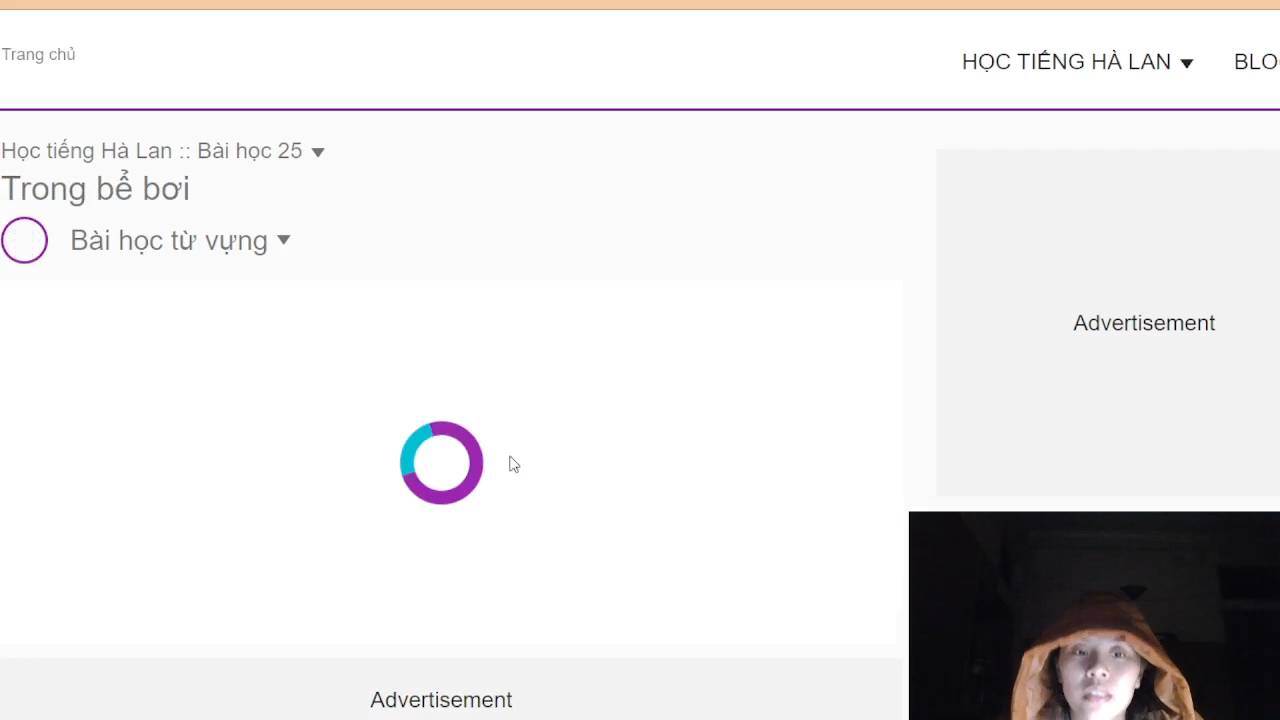 Trang chủ
HỌC TIẾNG HÀ LAN
Học tiếng Hà Lan :: Bài học 25
Trong bể bơi
Bài học từ vựng
Advertisement
Advertisement